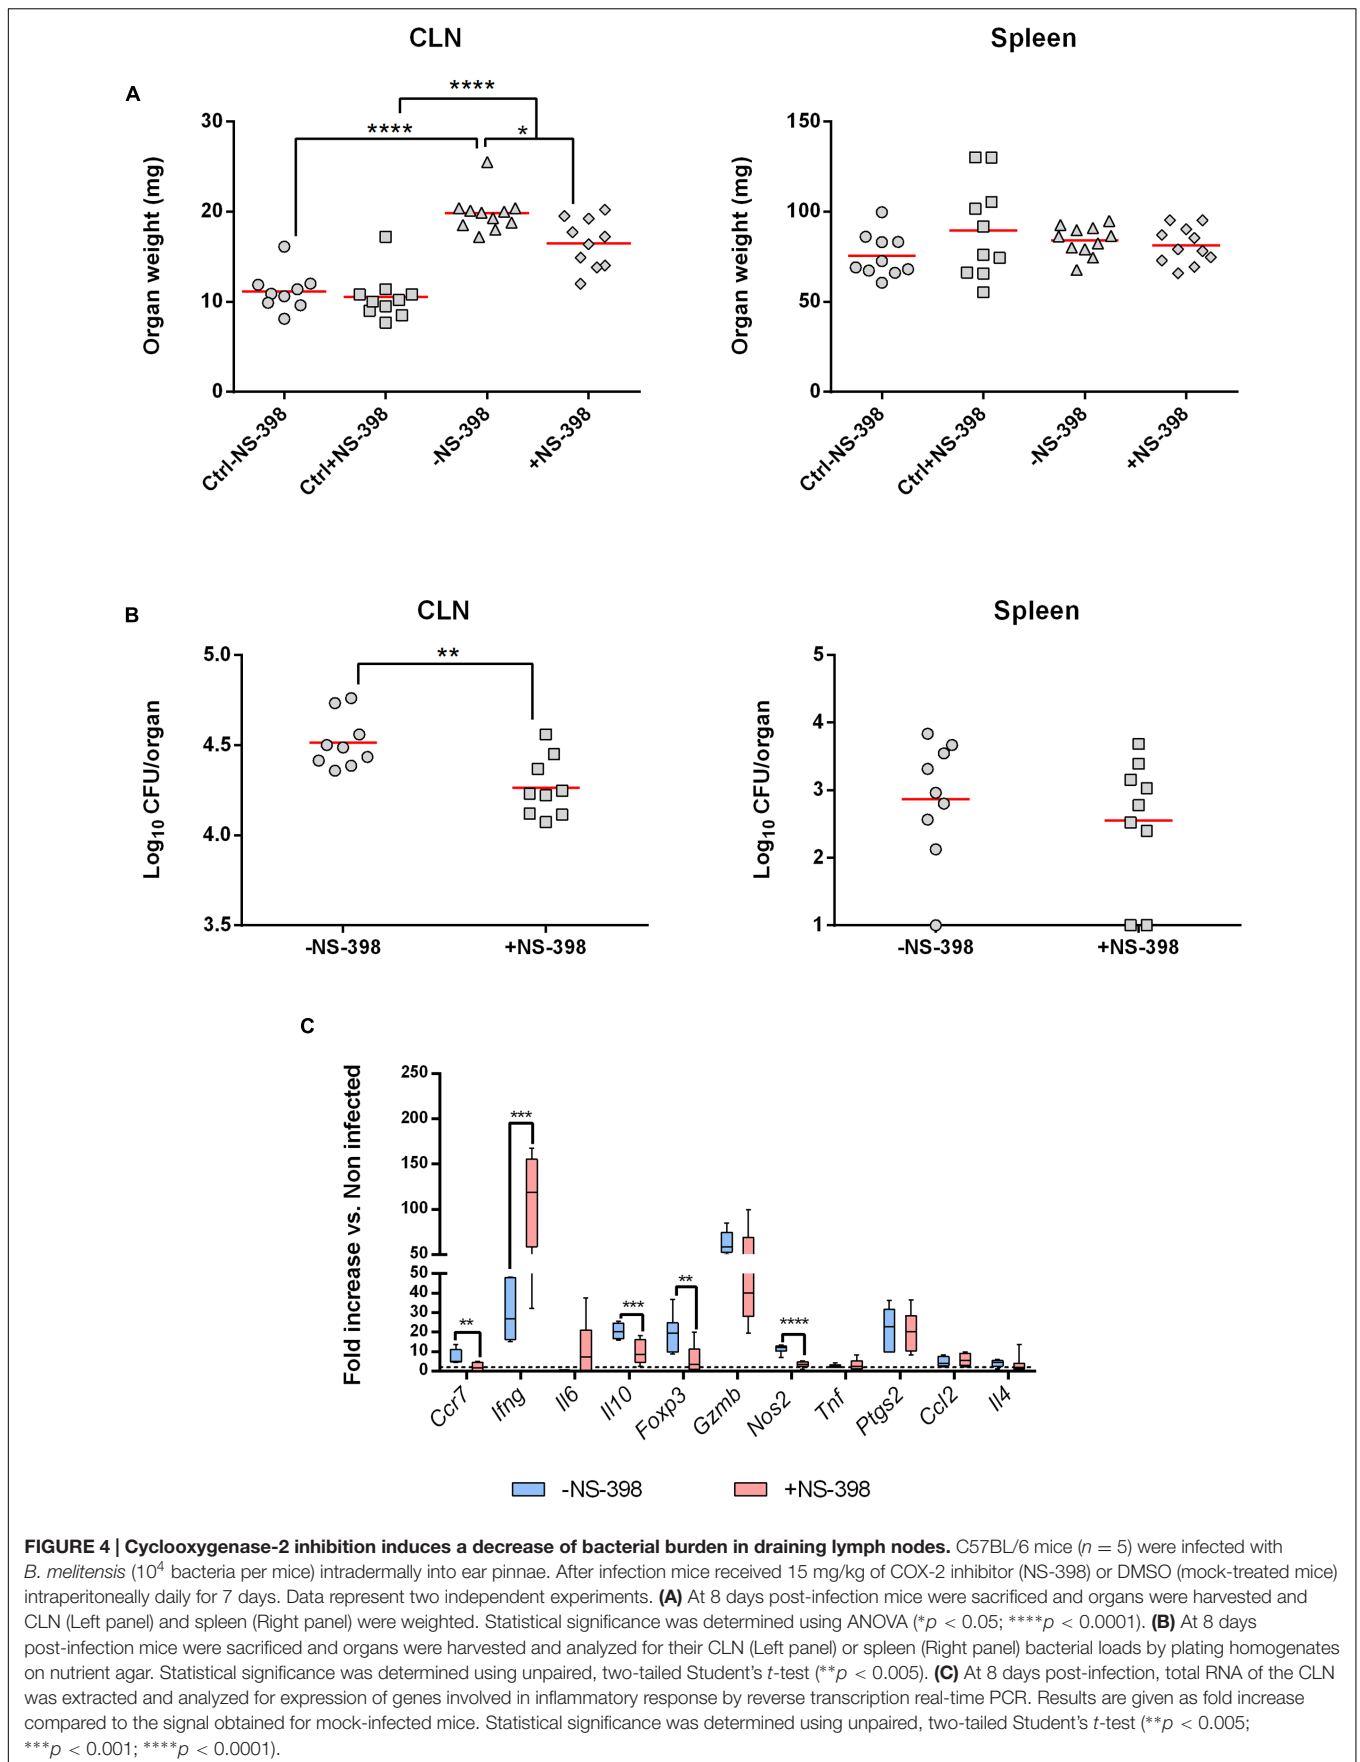 CLN
Spleen
A
****
****
*
30
20
10
0
Organ weight (mg)
Ctrl-NS-398
Ctrl+NS-398
-NS-398
+NS-398
150
100
50
0
Organ weight (mg)
Ctrl-NS-398
Ctrl+NS-398
-NS-398
+NS-398
B
CLN
Spleen
**
5.0
4.5
4.0
3.5
Log10 CFU/organ
-NS-398
+NS-398
5
4
3
2
1
Log10 CFU/organ
-NS-398
+NS-398
C
Fold increase vs. Non infected
250
200
150
100
50
50
40
30
20
10
0
**
***
***
**
****
Ccr7
Ifng
Il6
Il10
Foxp3
Gzmb
Nos2
Tnf
Ptgs2
Ccl2
Il4
-NS-398
+NS-398
FIGURE 4 | Cyclooxygenase-2 inhibition induces a decrease of bacterial burden in draining lymph nodes. C57BL/6 mice (n = 5) were infected with
B. melitensis (10⁴ bacteria per mice) intradermally into ear pinnae. After infection mice received 15 mg/kg of COX-2 inhibitor (NS-398) or DMSO (mock-treated mice)
intraperitoneally daily for 7 days. Data represent two independent experiments. (A) At 8 days post-infection mice were sacrificed and organs were harvested and
CLN (Left panel) and spleen (Right panel) were weighted. Statistical significance was determined using ANOVA (*p < 0.05; ****p < 0.0001). (B) At 8 days
post-infection mice were sacrificed and organs were harvested and analyzed for their CLN (Left panel) or spleen (Right panel) bacterial loads by plating homogenates
on nutrient agar. Statistical significance was determined using unpaired, two-tailed Student's t-test (**p < 0.005). (C) At 8 days post-infection, total RNA of the CLN
was extracted and analyzed for expression of genes involved in inflammatory response by reverse transcription real-time PCR. Results are given as fold increase
compared to the signal obtained for mock-infected mice. Statistical significance was determined using unpaired, two-tailed Student's t-test (**p < 0.005;
***p < 0.001; ****p < 0.0001).